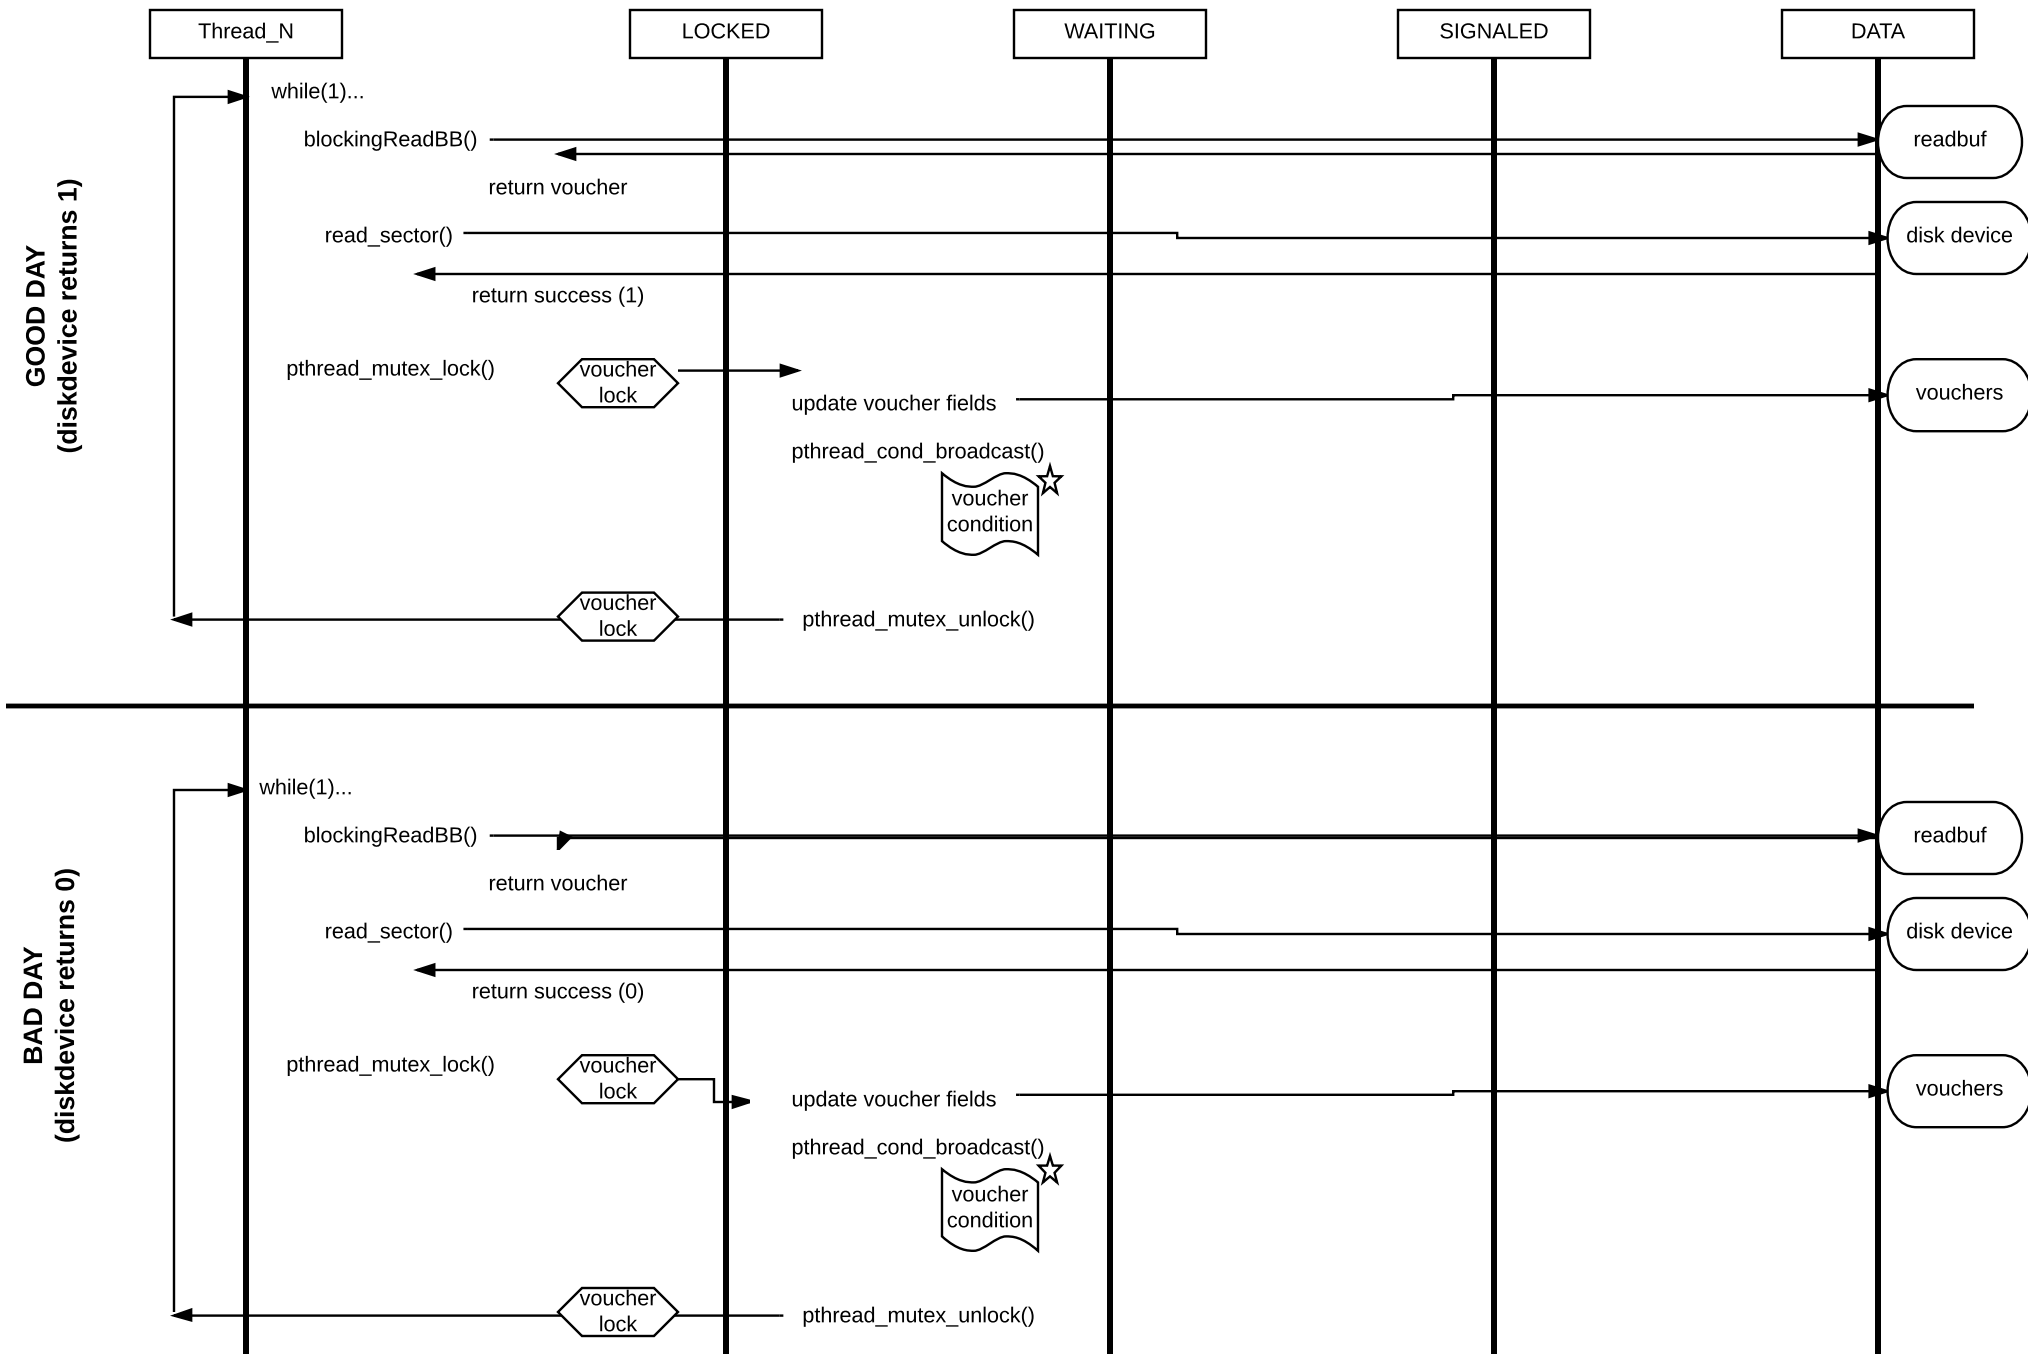 Thread_N
LOCKED
WAITING
SIGNALED
DATA
GOOD DAY
(diskdevice returns 1)
while(1)...
blockingReadBB()
readbuf
return voucher
read_sector()
disk device
return success (1)
pthread_mutex_lock()
voucher
lock
update voucher fields
vouchers
pthread_cond_broadcast()
voucher
condition
voucher
lock
pthread_mutex_unlock()
BAD DAY
(diskdevice returns 0)
while(1)...
blockingReadBB()
readbuf
return voucher
read_sector()
disk device
return success (0)
pthread_mutex_lock()
voucher
lock
update voucher fields
vouchers
pthread_cond_broadcast()
voucher
condition
voucher
lock
pthread_mutex_unlock()